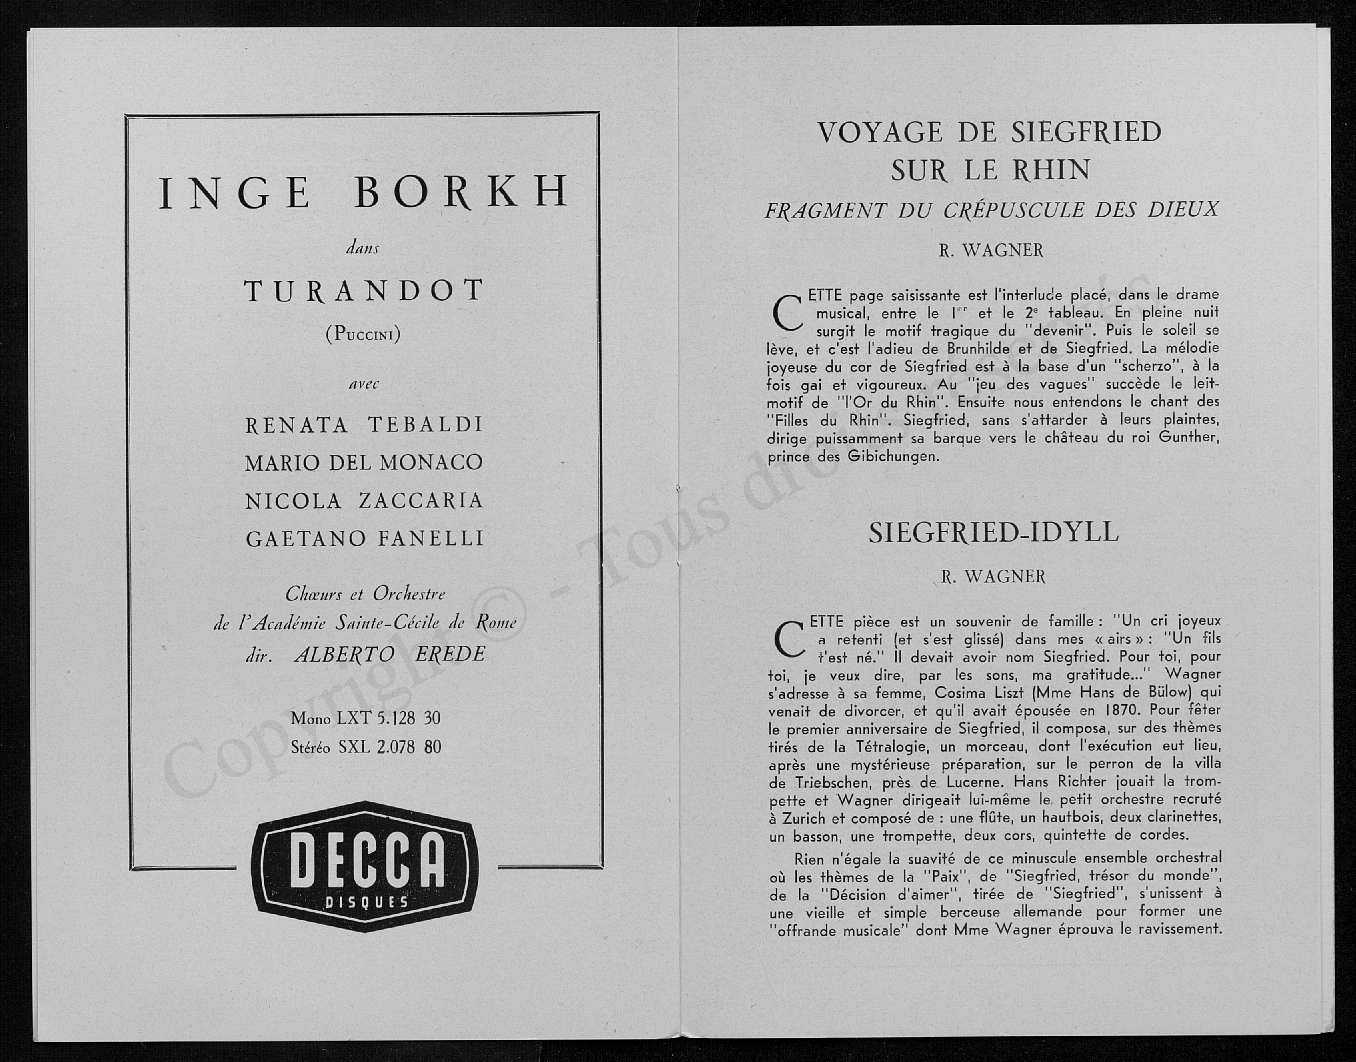 INGE BORKH
dans
TURANDOT
(PUCCINI)
avec
RENATA TEBALDI
MARIO DEL MONACO
NICOLA ZACCARIA
GAETANO FANELLI
Chœurs et Orchestre
de l'Académie Sainte-Cécile de Rome
dir. ALBERTO EREDE
Mono LXT 5.128 30
Stéréo SXL 2.078 80
DECCA
DISQUES
VOYAGE DE SIEGFRIED
SUR LE RHIN
FRAGMENT DU CRÉPUSCULE DES DIEUX
R. WAGNER
CETTE page saisissante est l'interlude placé, dans le drame
musical, entre le 1er et le 2e tableau. En pleine nuit
surgit le motif tragique du "devenir". Puis le soleil se
lève, et c'est l'adieu de Brunhilde et de Siegfried. La mélodie
joyeuse du cor de Siegfried est à la base d'un "scherzo", à la
fois gai et vigoureux. Au "jeu des vagues" succède le leit-
motif de "l'Or du Rhin". Ensuite nous entendons le chant des
"Filles du Rhin". Siegfried, sans s'attarder à leurs plaintes,
dirige puissamment sa barque vers le château du roi Gunther,
prince des Gibichungen.
SIEGFRIED-IDYLL
R. WAGNER
CETTE pièce est un souvenir de famille : "Un cri joyeux
a retenti (et s'est glissé) dans mes « airs » : "Un fils
t'est né." Il devait avoir nom Siegfried. Pour toi, pour
toi, je veux dire, par les sons, ma gratitude..." Wagner
s'adresse à sa femme, Cosima Liszt (Mme Hans de Bülow) qui
venait de divorcer, et qu'il avait épousée en 1870. Pour fêter
le premier anniversaire de Siegfried, il composa, sur des thèmes
tirés de la Tétralogie, un morceau, dont l'exécution eut lieu,
après une mystérieuse préparation, sur le perron de la villa
de Triebschen, près de Lucerne. Hans Richter jouait la trom-
pette et Wagner dirigeait lui-même le petit orchestre recruté
à Zurich et composé de : une flûte, un hautbois, deux clarinettes,
un basson, une trompette, deux cors, quintette de cordes.
Rien n'égale la suavité de ce minuscule ensemble orchestral
où les thèmes de la "Paix", de "Siegfried, trésor du monde",
de la "Décision d'aimer", tirée de "Siegfried", s'unissent à
une vieille et simple berceuse allemande pour former une
"offrande musicale" dont Mme Wagner éprouva le ravissement.
Copyright © - Tous droits réservés